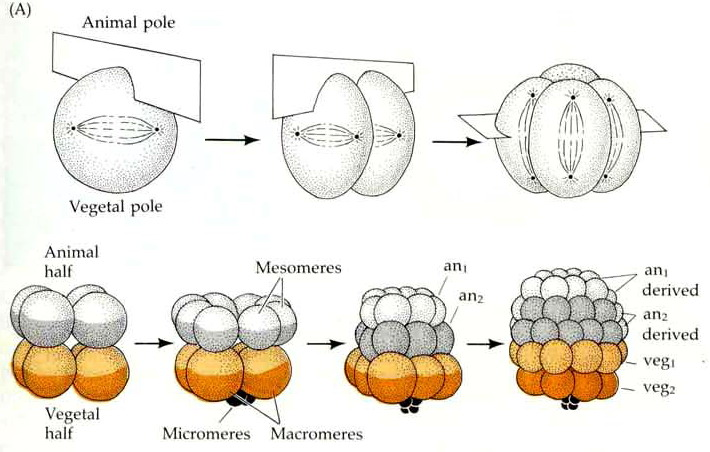 (A)
Animal pole
Vegetal pole
Animal
half
Mesomeres
an₁
an₂
an₁
derived
an₂
derived
veg₁
veg₂
Vegetal
half
Micromeres
Macromeres